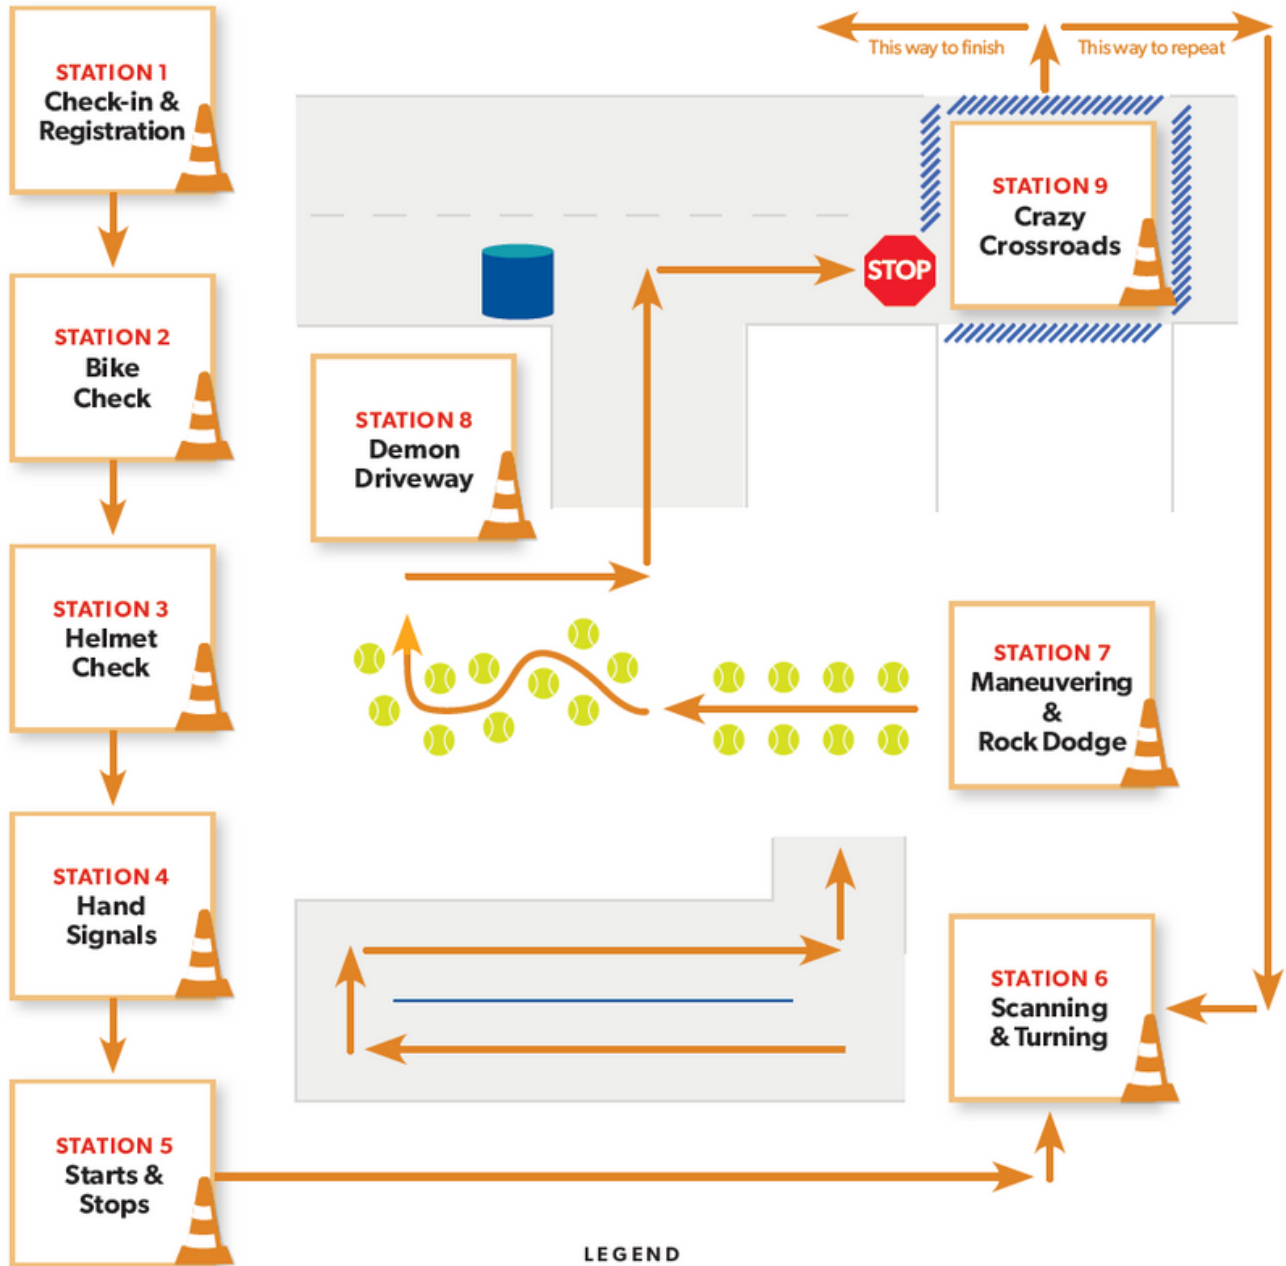 STATION 1
Check-in &
Registration
STATION 2
Bike
Check
STATION 3
Helmet
Check
STATION 4
Hand
Signals
STATION 5
Starts &
Stops
STATION 6
Scanning
& Turning
STATION 7
Maneuvering
&
Rock Dodge
STATION 8
Demon
Driveway
STOP
STATION 9
Crazy
Crossroads
This way to finish
This way to repeat
LEGEND